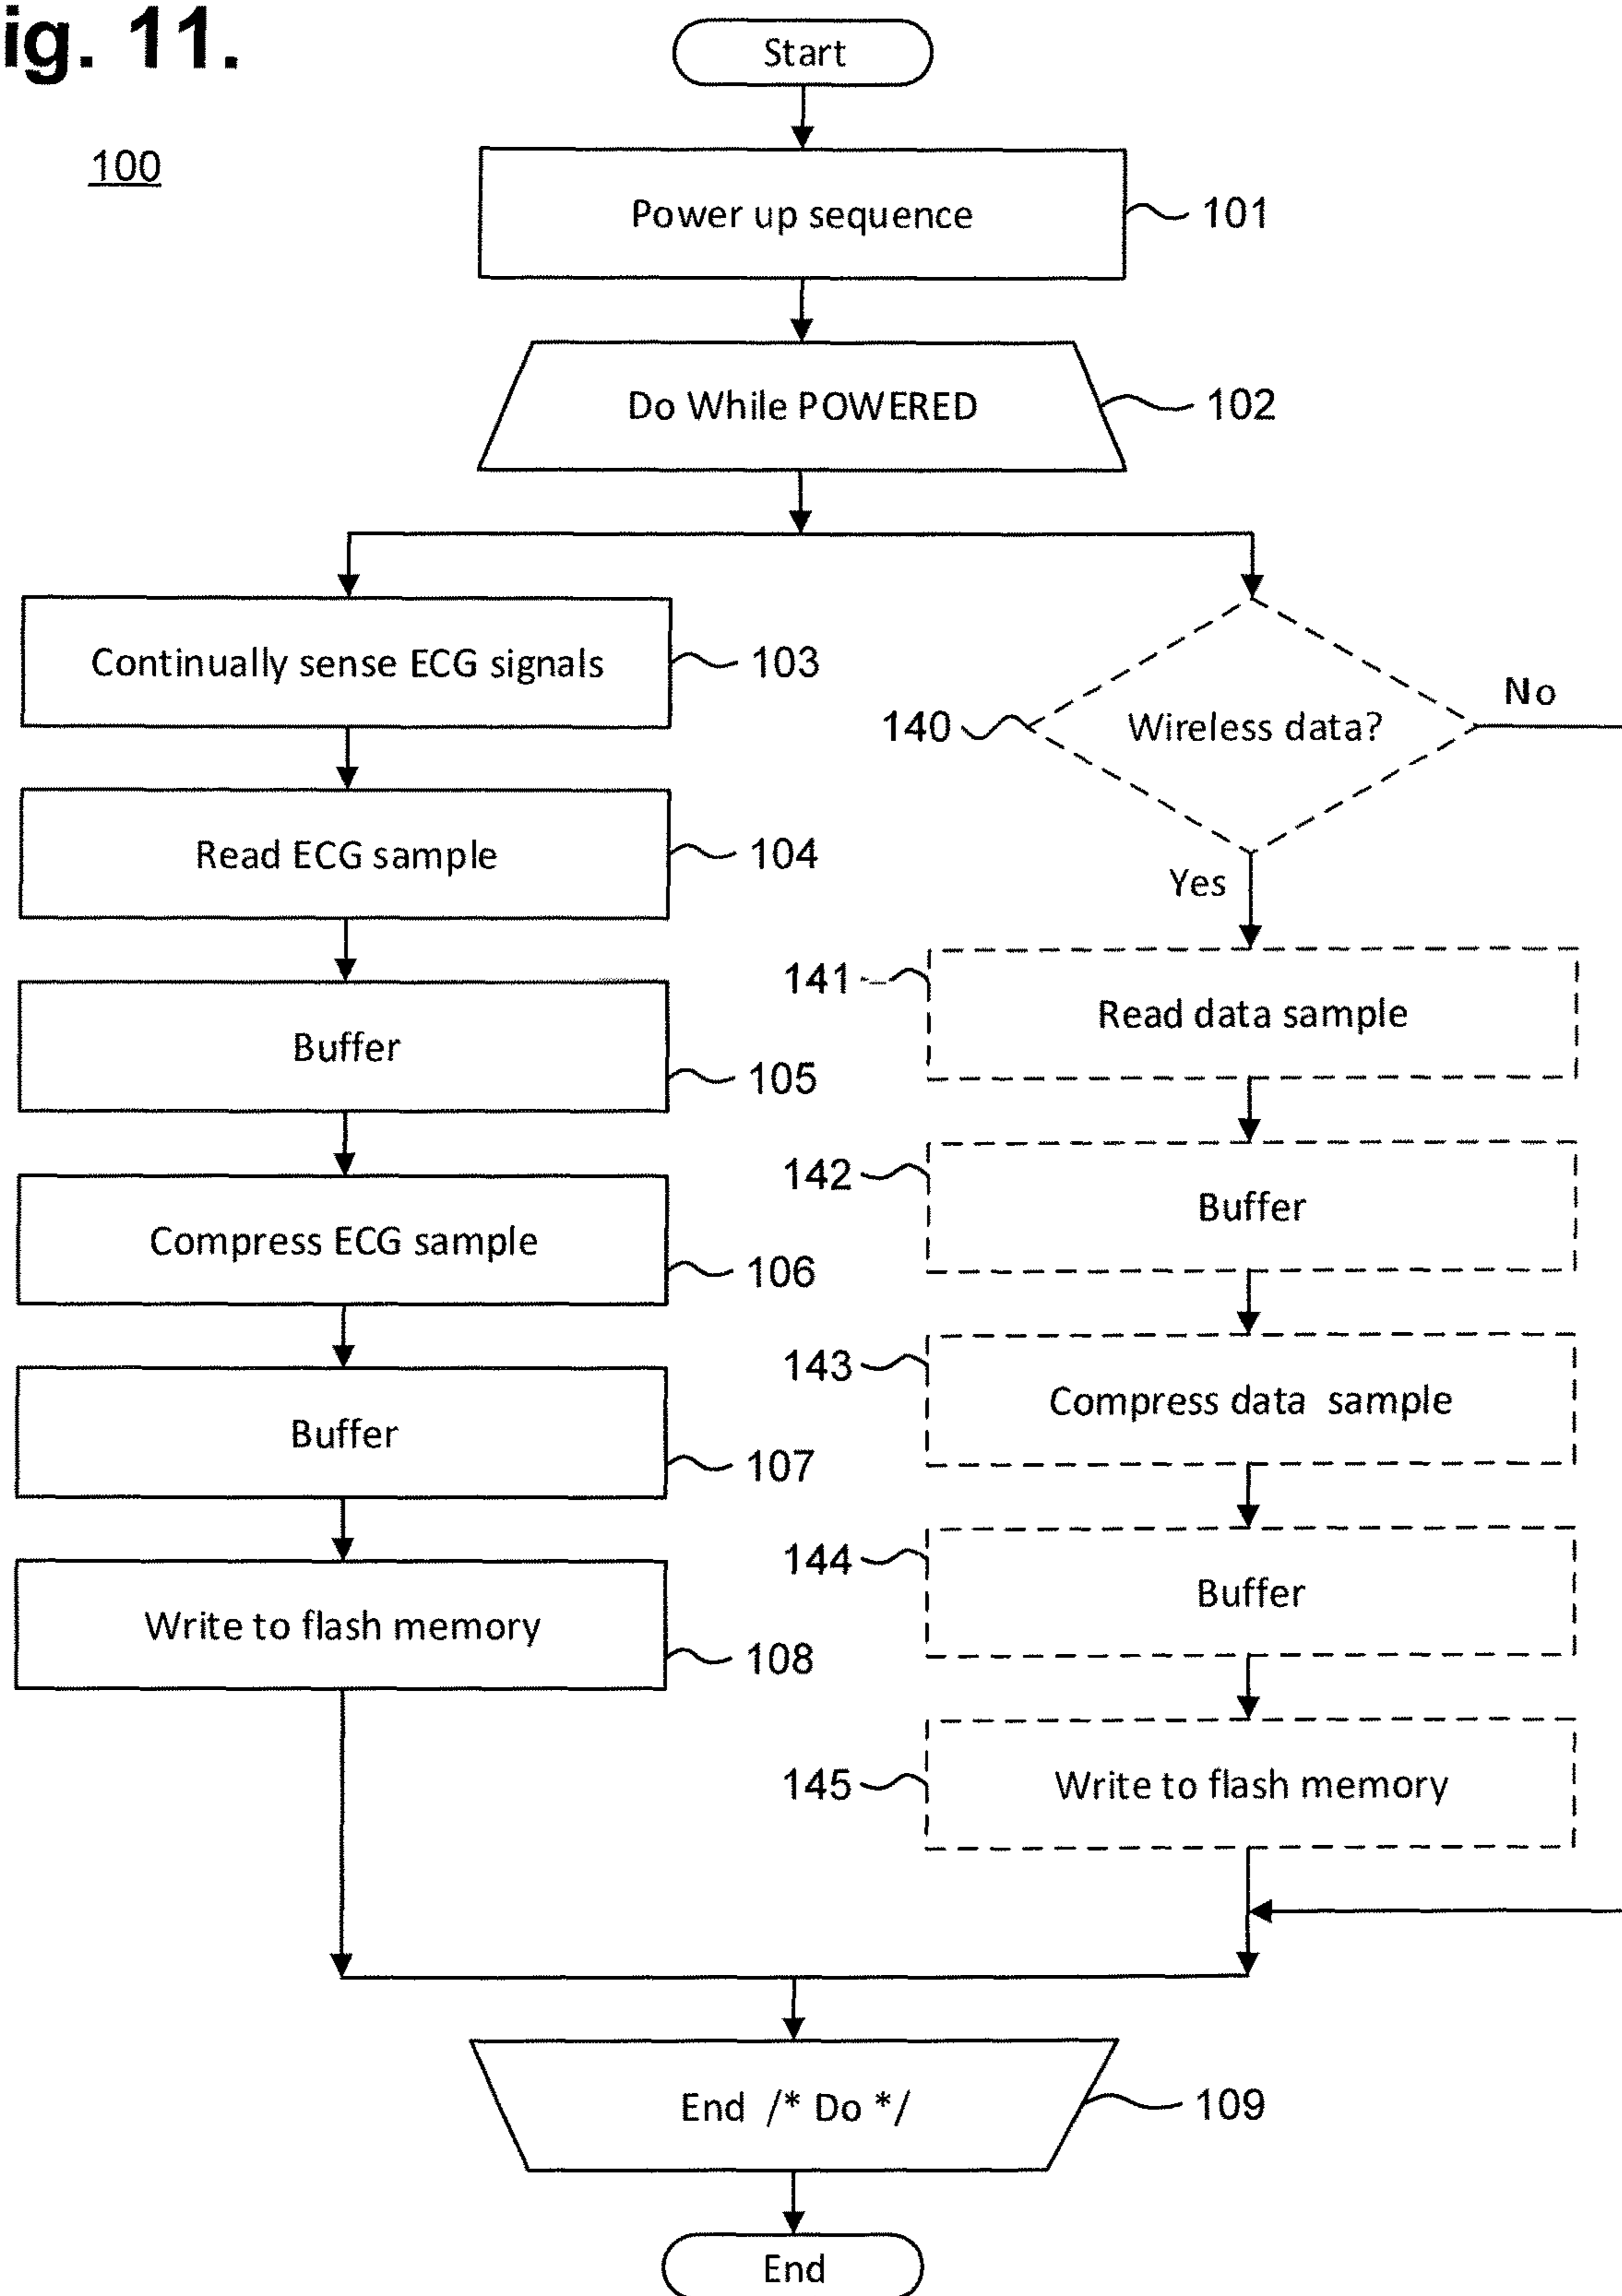 ig. 11.
100
Start
Power up sequence
101
Do While POWERED
102
Continually sense ECG signals
103
Read ECG sample
104
Buffer
105
Compress ECG sample
106
Buffer
107
Write to flash memory
108
140
Wireless data?
No
Yes
141
Read data sample
142
Buffer
143
Compress data sample
144
Buffer
145
Write to flash memory
End /* Do */
109
End